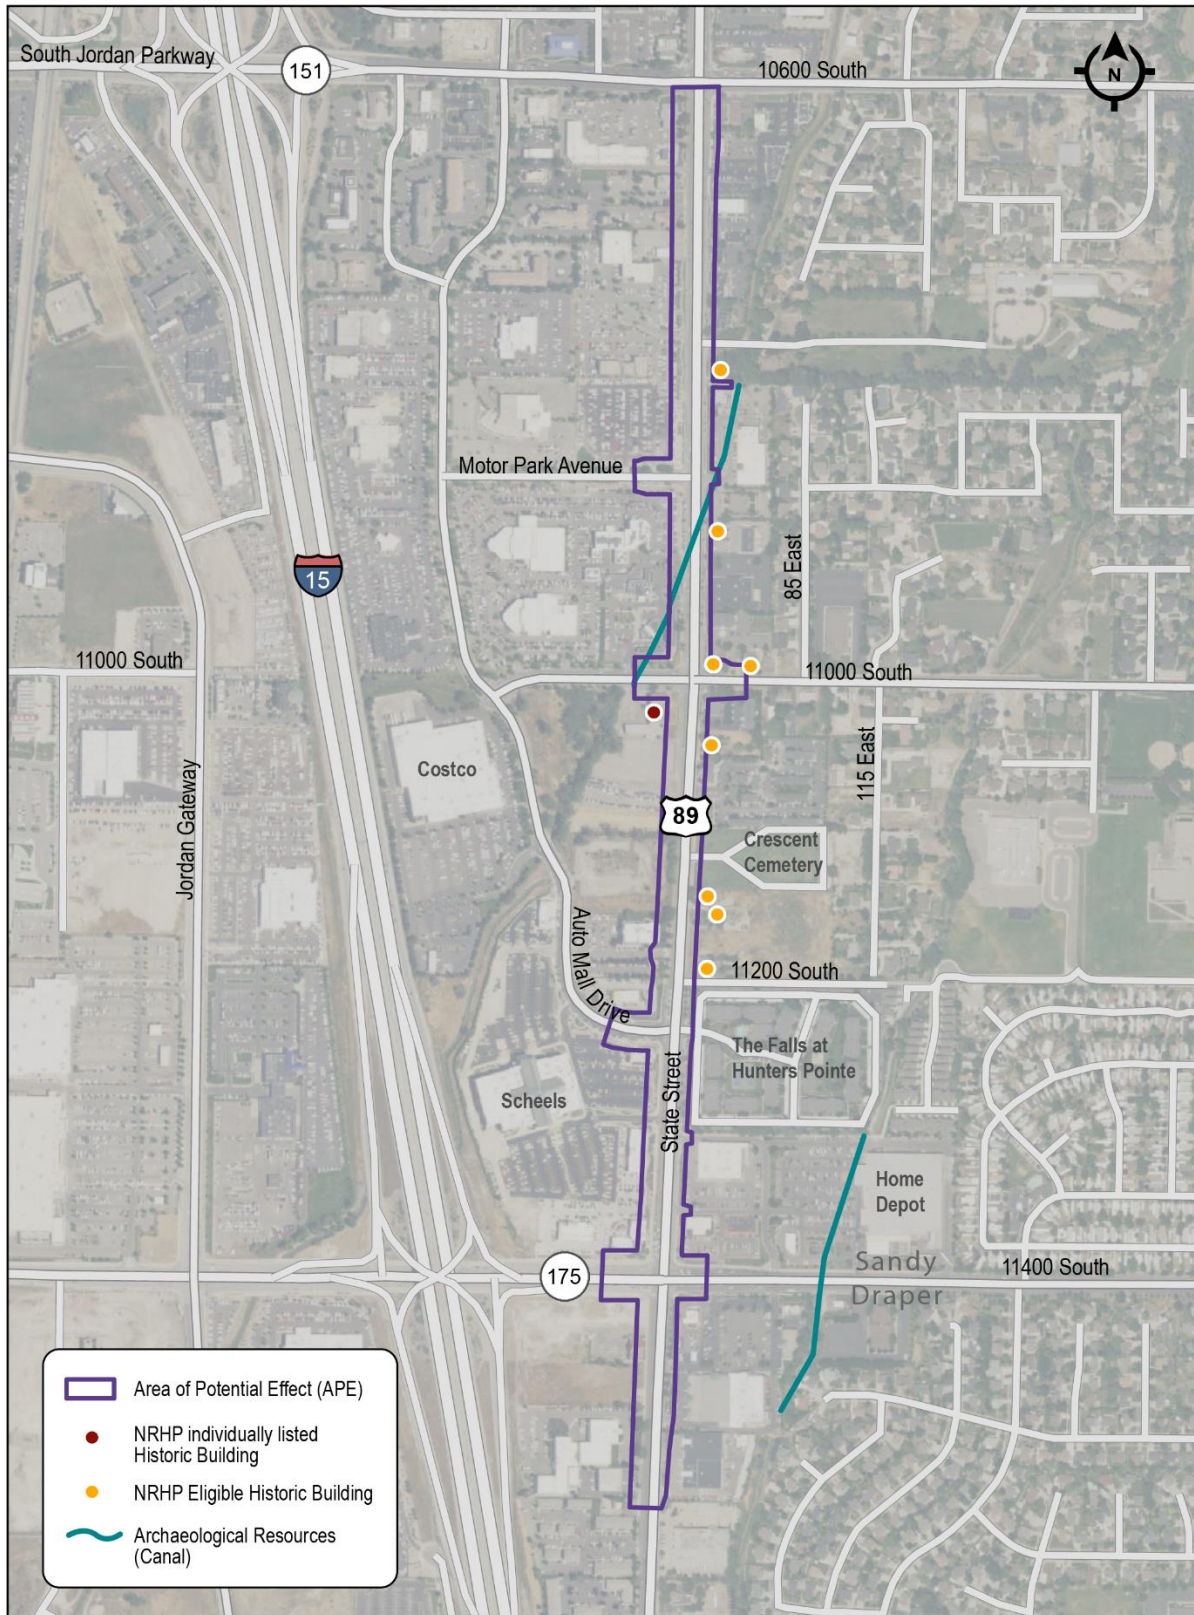 South Jordan Parkway
151
10600 South
N
Motor Park Avenue
85 East
15
11000 South
11000 South
Costco
Jordan Gateway
115 East
89
Crescent
Cemetery
Auto Mall Drive
11200 South
The Falls at
Hunters Pointe
State Street
Scheels
Home
Depot
Sandy
Draper
175
11400 South
Area of Potential Effect (APE)
NRHP individually listed
Historic Building
NRHP Eligible Historic Building
Archaeological Resources
(Canal)